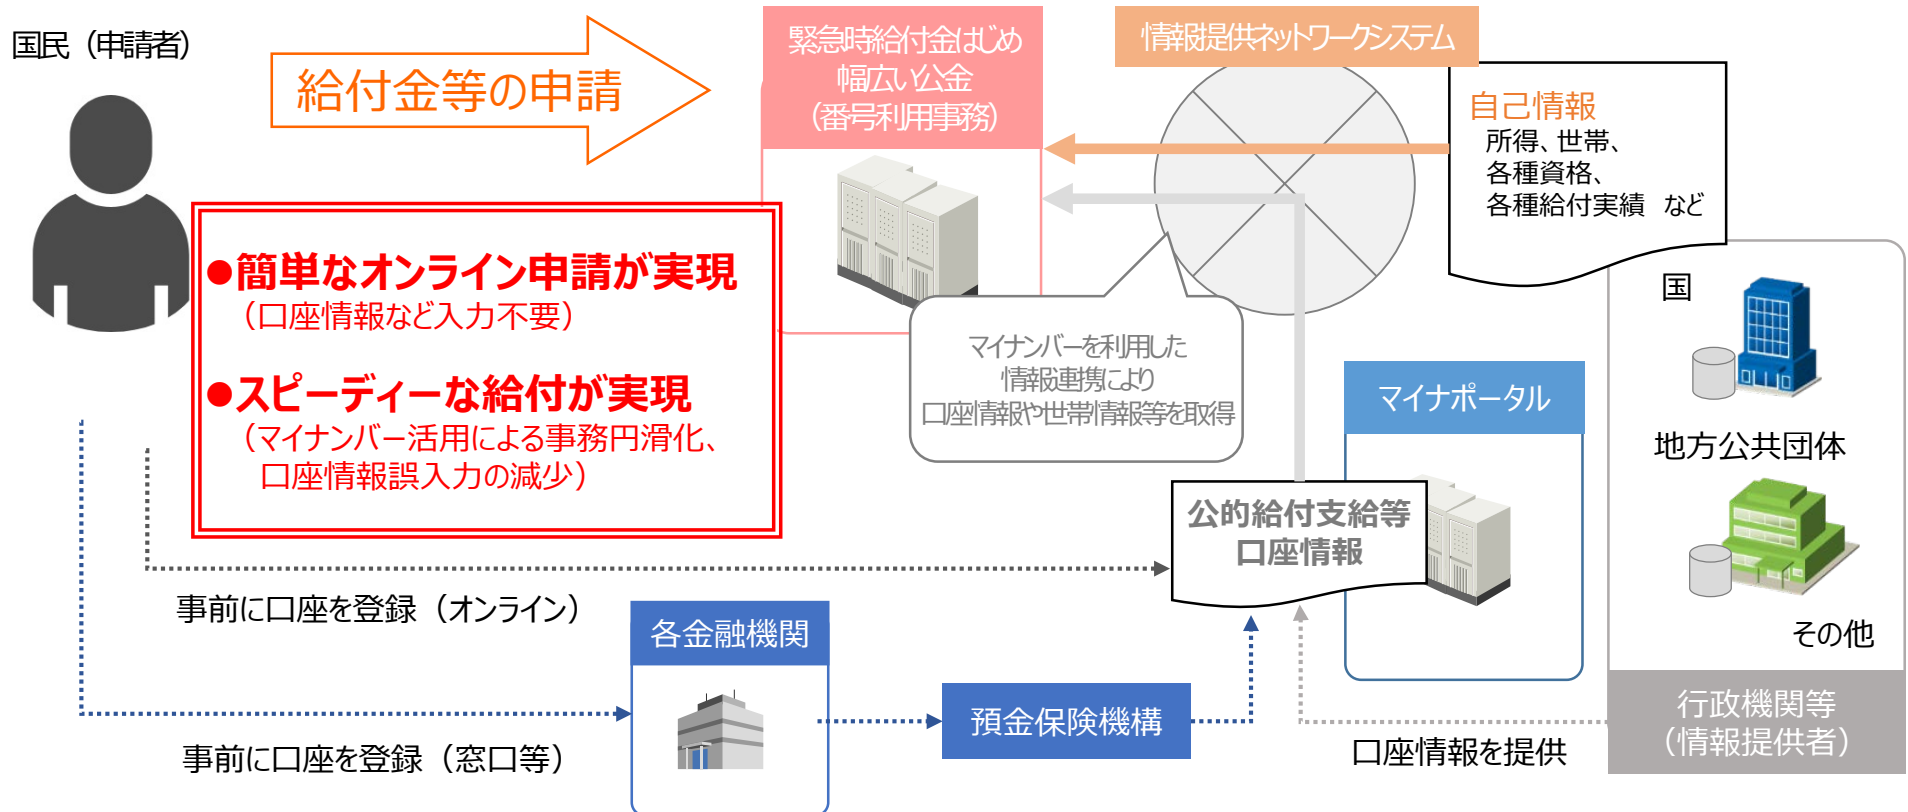 国民（申請者）
給付金等の申請
緊急時給付金はじめ
幅広い公金
（番号利用事務）
情報提供ネットワークシステム
自己情報
所得、世帯、
各種資格、
各種給付実績　など
●簡単なオンライン申請が実現
（口座情報など入力不要）
●スピーディーな給付が実現
（マイナンバー活用による事務円滑化、
口座情報誤入力の減少）
マイナンバーを利用した
情報連携により
口座情報や世帯情報等を取得
マイナポータル
国
地方公共団体
その他
行政機関等
（情報提供者）
公的給付支給等
口座情報
事前に口座を登録（オンライン）
各金融機関
預金保険機構
事前に口座を登録（窓口等）
口座情報を提供